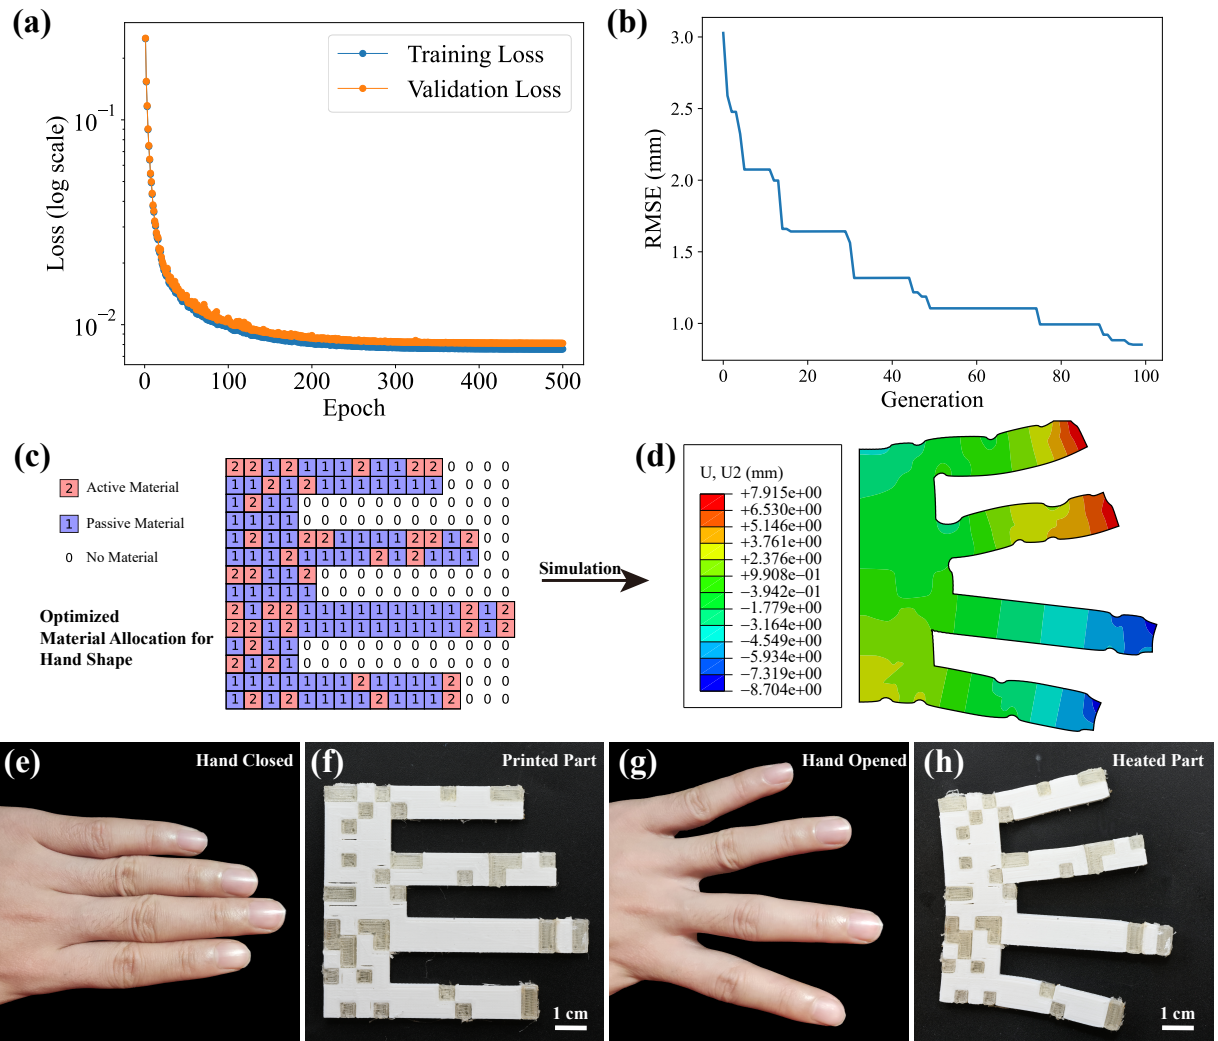 (a)
Training Loss
Validation Loss
Loss (log scale)
10⁻¹
10⁻²
0 100 200 300 400 500
Epoch
(b)
RMSE (mm)
3.0
2.5
2.0
1.5
1.0
0 20 40 60 80 100
Generation
(c)
2 Active Material
1 Passive Material
0 No Material
Optimized
Material Allocation for
Hand Shape
2 2 1 2 1 1 1 2 1 1 2 2 0 0 0 0
1 1 2 1 2 1 1 1 1 1 1 1 0 0 0 0
1 2 1 1 0 0 0 0 0 0 0 0 0 0 0 0
1 1 1 1 0 0 0 0 0 0 0 0 0 0 0 0
1 2 1 1 2 2 1 1 1 1 2 2 1 2 0 0
1 1 1 2 1 1 1 1 2 1 2 1 1 1 0 0
2 2 1 1 2 0 0 0 0 0 0 0 0 0 0 0
1 1 1 1 1 0 0 0 0 0 0 0 0 0 0 0
2 1 2 2 1 1 1 1 1 1 1 1 1 2 1 2
2 2 1 2 1 1 1 1 1 1 1 1 1 2 1 2
1 2 1 1 0 0 0 0 0 0 0 0 0 0 0 0
2 1 2 1 0 0 0 0 0 0 0 0 0 0 0 0
1 1 1 1 1 1 1 2 1 1 1 1 2 0 0 0
1 2 1 2 1 1 1 1 2 1 1 1 2 0 0 0
Simulation
(d)
U, U2 (mm)
+7.915e+00
+6.530e+00
+5.146e+00
+3.761e+00
+2.376e+00
+9.908e−01
−3.942e−01
−1.779e+00
−3.164e+00
−4.549e+00
−5.934e+00
−7.319e+00
−8.704e+00
(e)
Hand Closed
(f)
Printed Part
1 cm
(g)
Hand Opened
(h)
Heated Part
1 cm